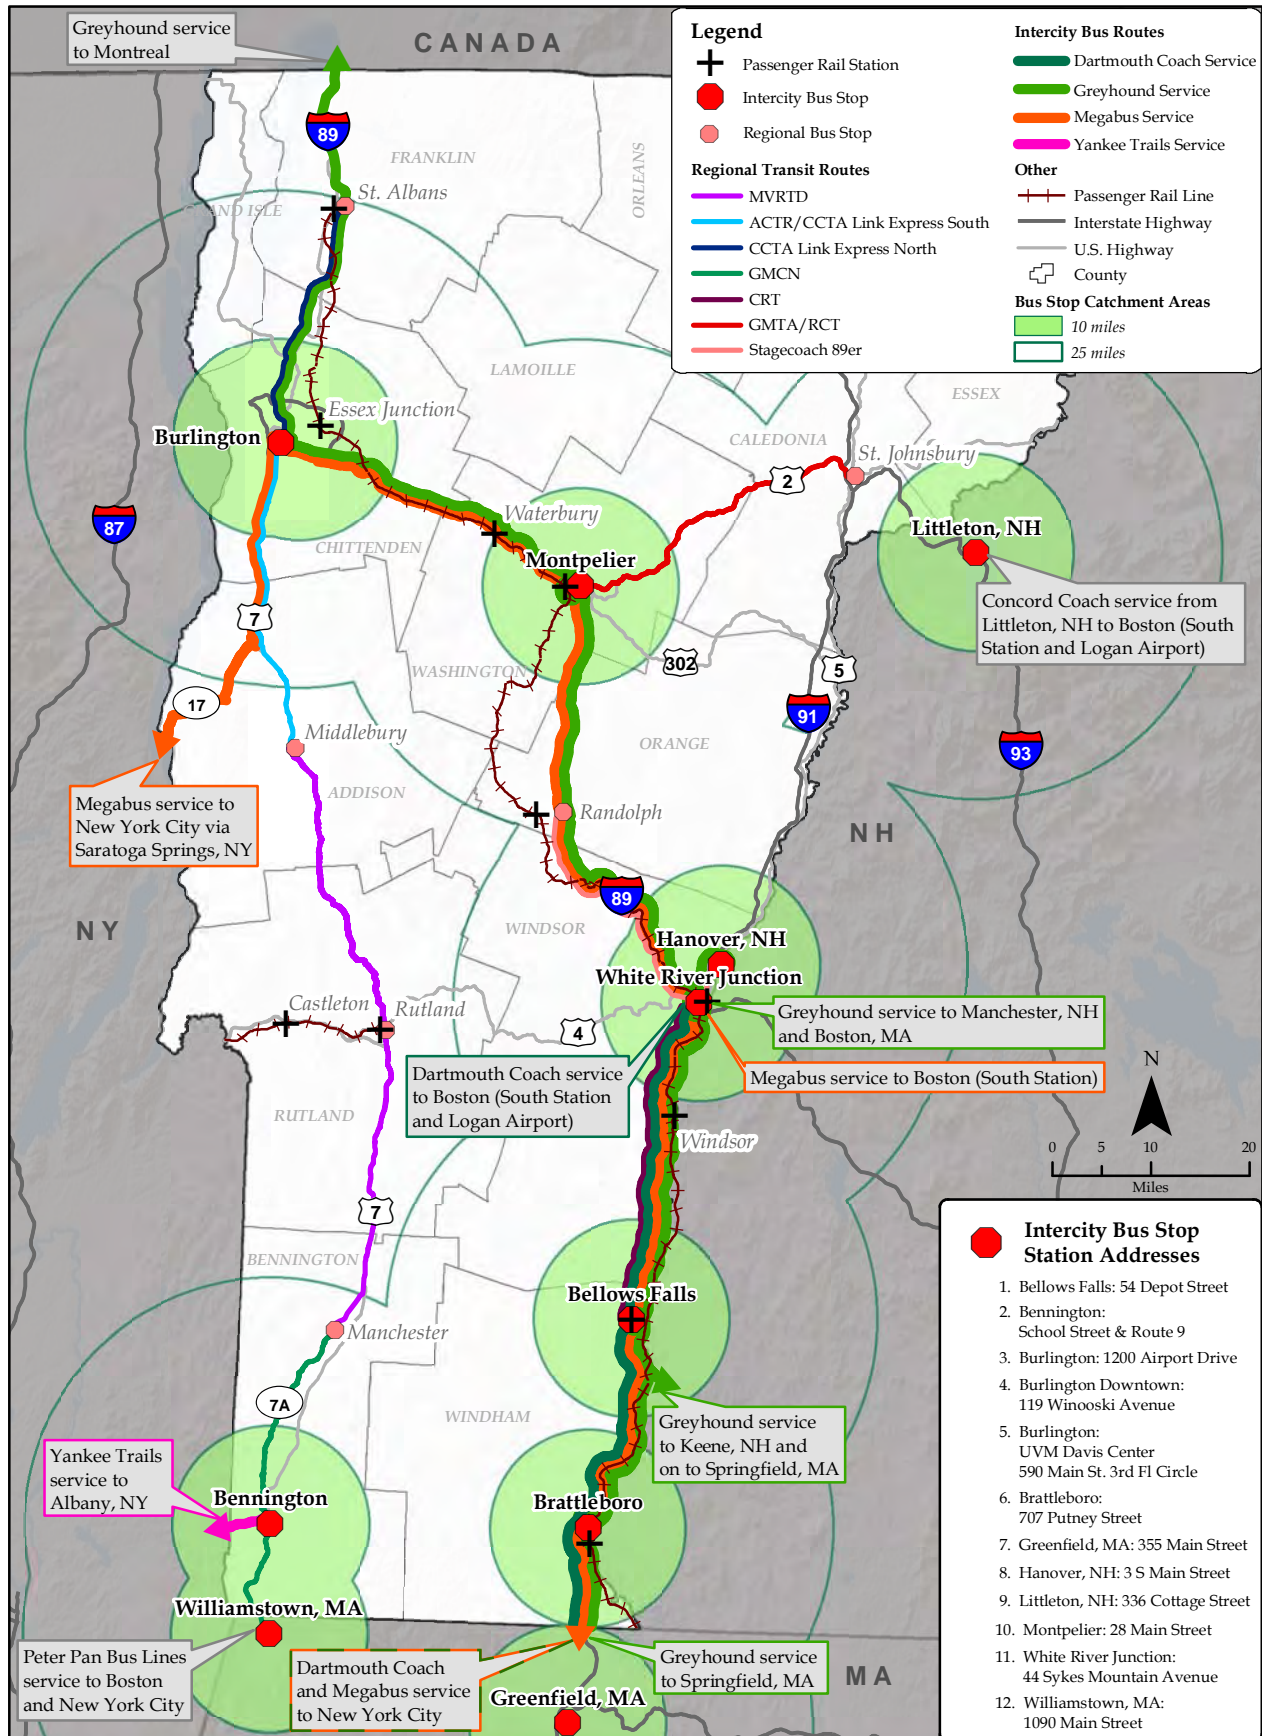 Greyhound service
to Montreal
CANADA
Legend
Passenger Rail Station
Intercity Bus Stop
Regional Bus Stop
Regional Transit Routes
MVRTD
ACTR/CCTA Link Express South
CCTA Link Express North
GMCN
CRT
GMTA/RCT
Stagecoach 89er
Intercity Bus Routes
Dartmouth Coach Service
Greyhound Service
Megabus Service
Yankee Trails Service
Other
Passenger Rail Line
Interstate Highway
U.S. Highway
County
Bus Stop Catchment Areas
10 miles
25 miles
89
FRANKLIN
ORLEANS
St. Albans
GRAND ISLE
LAMOILLE
ESSEX
Essex Junction
Burlington
CALEDONIA
St. Johnsbury
2
87
Waterbury
Littleton, NH
CHITTENDEN
Montpelier
Concord Coach service from
Littleton, NH to Boston (South
Station and Logan Airport)
7
302
5
WASHINGTON
17
91
93
Middlebury
ORANGE
ADDISON
Megabus service to
New York City via
Saratoga Springs, NY
Randolph
NH
89
NY
WINDSOR
Hanover, NH
White River Junction
Castleton
Rutland
4
Greyhound service to Manchester, NH
and Boston, MA
Dartmouth Coach service
to Boston (South Station
and Logan Airport)
Megabus service to Boston (South Station)
N
RUTLAND
Windsor
0 5 10 20
Miles
7
BENNINGTON
Bellows Falls
Manchester
7A
WINDHAM
Greyhound service
to Keene, NH and
on to Springfield, MA
Yankee Trails
service to
Albany, NY
Bennington
Brattleboro
Williamstown, MA
Peter Pan Bus Lines
service to Boston
and New York City
Dartmouth Coach
and Megabus service
to New York City
Greyhound service
to Springfield, MA
MA
Greenfield, MA
Intercity Bus Stop
Station Addresses
1. Bellows Falls: 54 Depot Street
2. Bennington:
School Street & Route 9
3. Burlington: 1200 Airport Drive
4. Burlington Downtown:
119 Winooski Avenue
5. Burlington:
UVM Davis Center
590 Main St. 3rd Fl Circle
6. Brattleboro:
707 Putney Street
7. Greenfield, MA: 355 Main Street
8. Hanover, NH: 3 S Main Street
9. Littleton, NH: 336 Cottage Street
10. Montpelier: 28 Main Street
11. White River Junction:
44 Sykes Mountain Avenue
12. Williamstown, MA:
1090 Main Street